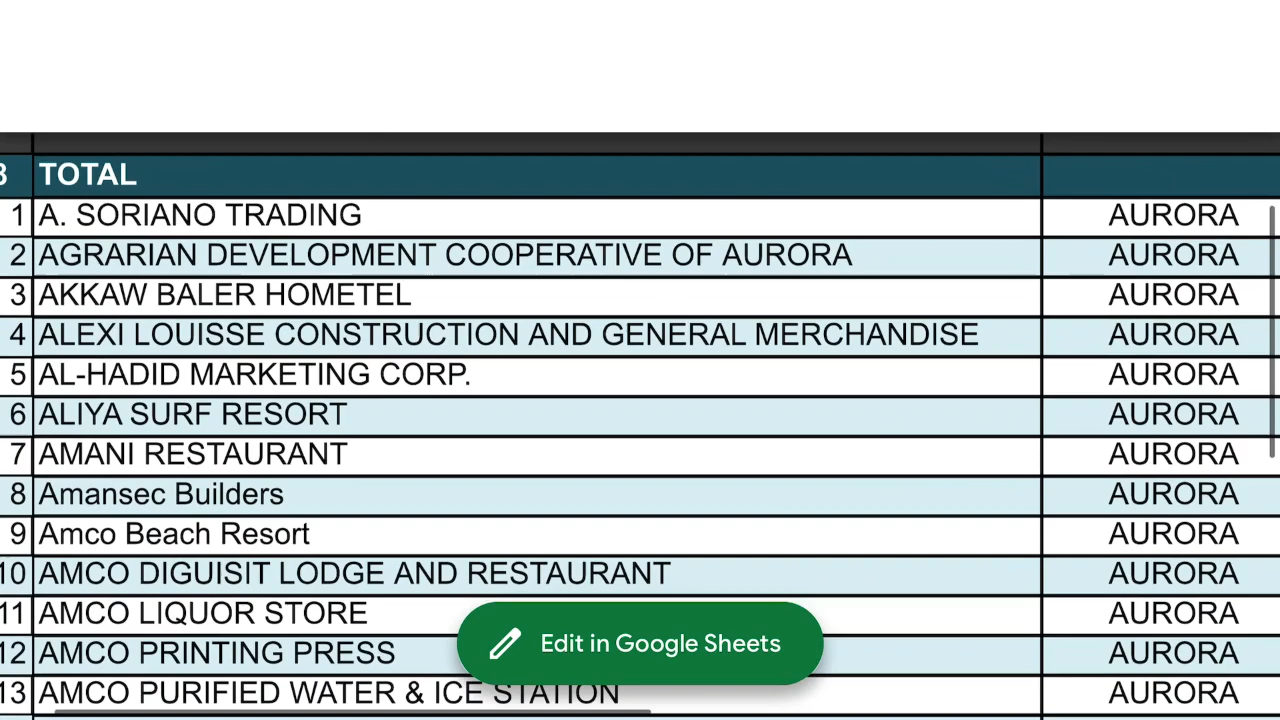 3 TOTAL
1 A. SORIANO TRADING AURORA
2 AGRARIAN DEVELOPMENT COOPERATIVE OF AURORA AURORA
3 AKKAW BALER HOMETEL AURORA
4 ALEXI LOUISSE CONSTRUCTION AND GENERAL MERCHANDISE AURORA
5 AL-HADID MARKETING CORP. AURORA
6 ALIYA SURF RESORT AURORA
7 AMANI RESTAURANT AURORA
8 Amansec Builders AURORA
9 Amco Beach Resort AURORA
10 AMCO DIGUISIT LODGE AND RESTAURANT AURORA
11 AMCO LIQUOR STORE AURORA
Edit in Google Sheets
12 AMCO PRINTING PRESS AURORA
13 AMCO PURIFIED WATER & ICE STATION AURORA